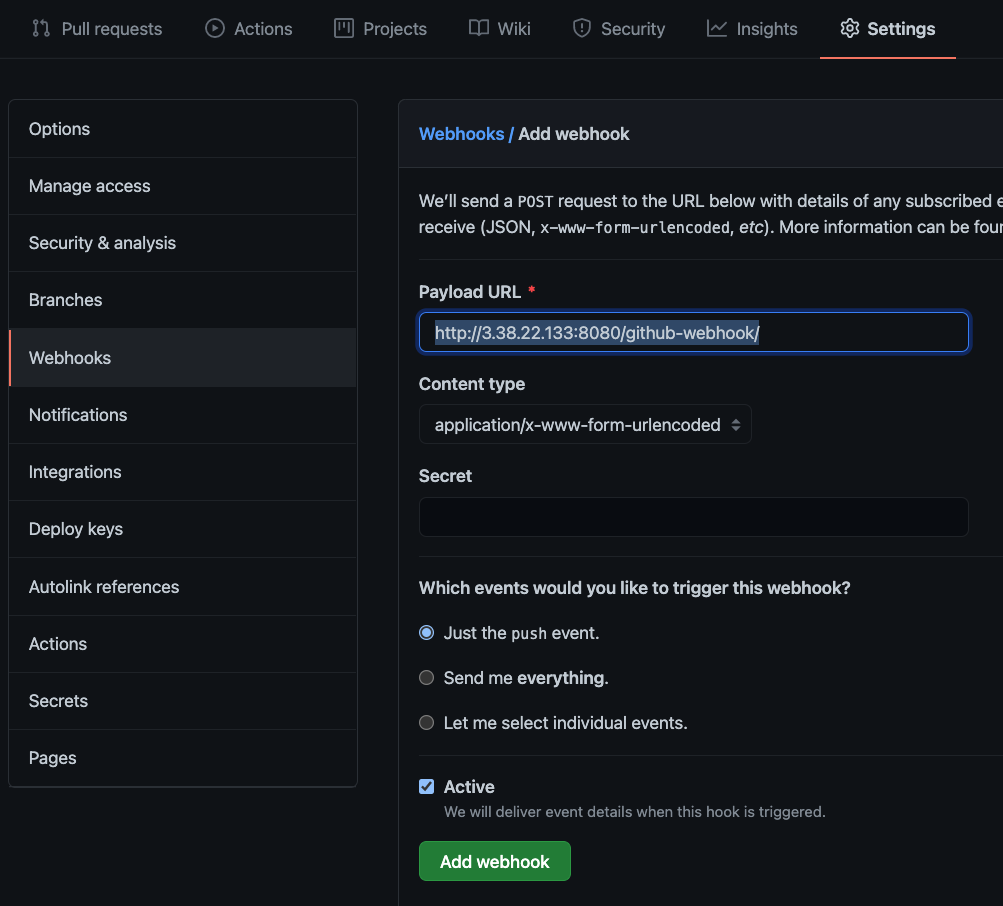 Pull requests Actions Projects Wiki Security Insights Settings
Options
Manage access
Security & analysis
Branches
Webhooks
Notifications
Integrations
Deploy keys
Autolink references
Actions
Secrets
Pages
Webhooks / Add webhook
We'll send a POST request to the URL below with details of any subscribed e
receive (JSON, x-www-form-urlencoded, etc). More information can be four
Payload URL *
http://3.38.22.133:8080/github-webhook/
Content type
application/x-www-form-urlencoded
Secret
Which events would you like to trigger this webhook?
Just the push event.
Send me everything.
Let me select individual events.
Active
We will deliver event details when this hook is triggered.
Add webhook